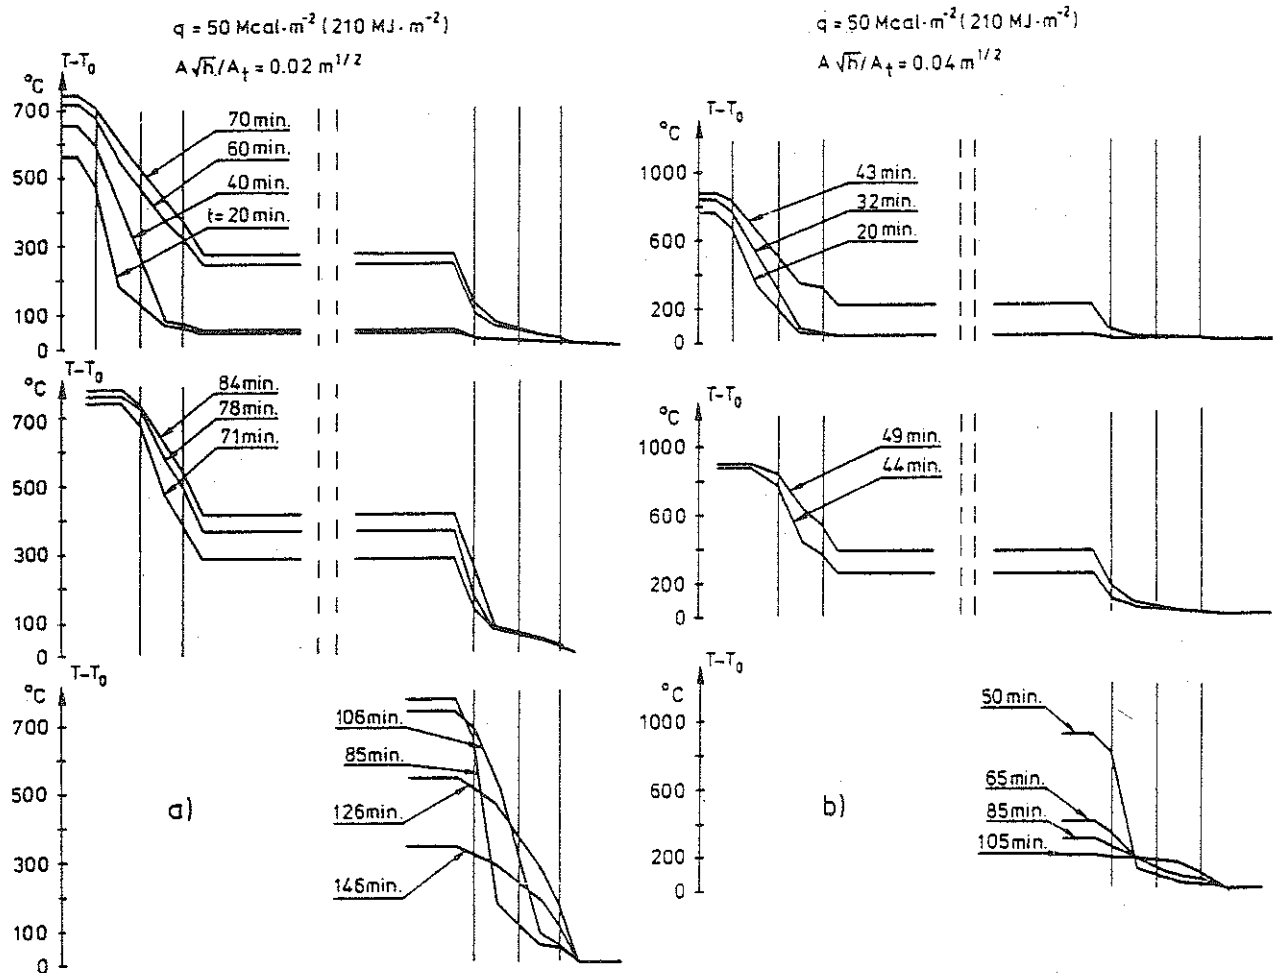 q = 50 Mcal·m⁻² (210 MJ·m⁻²)
A√h/Aₜ = 0.02 m^1/2
T–T₀
°C
700
500
300
100
0
70 min.
60 min.
40 min.
t = 20 min.
T–T₀
°C
700
500
300
100
0
84 min.
78 min.
71 min.
T–T₀
°C
700
500
300
100
0
106 min.
85 min.
126 min.
146 min.
a)
q = 50 Mcal·m⁻² (210 MJ·m⁻²)
A√h/Aₜ = 0.04 m^1/2
T–T₀
°C
1000
600
200
0
43 min.
32 min.
20 min.
T–T₀
°C
1000
600
200
0
49 min.
44 min.
T–T₀
°C
1000
600
200
0
50 min.
65 min.
85 min.
105 min.
b)